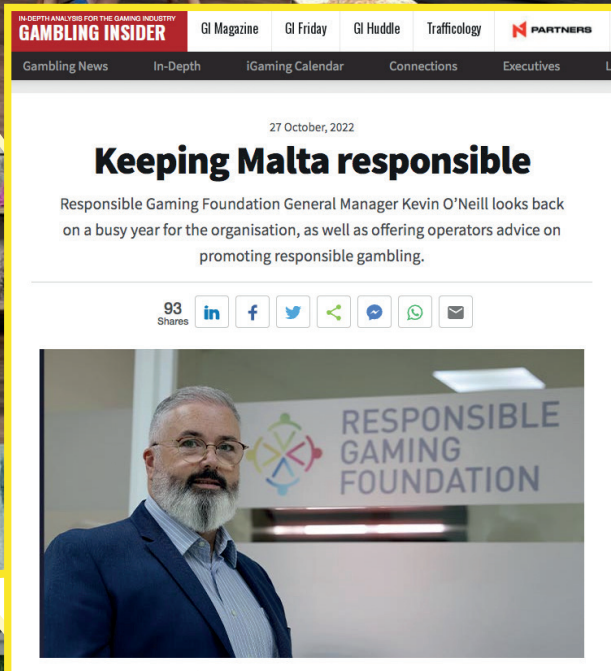 IN-DEPTH ANALYSIS FOR THE GAMING INDUSTRY
GAMBLING INSIDER
GI Magazine
GI Friday
GI Huddle
Trafficology
PARTNERS
Gambling News
In-Depth
iGaming Calendar
Connections
Executives
L
27 October, 2022
Keeping Malta responsible
Responsible Gaming Foundation General Manager Kevin O'Neill looks back
on a busy year for the organisation, as well as offering operators advice on
promoting responsible gambling.
93
Shares
RESPONSIBLE
GAMING
FOUNDATION